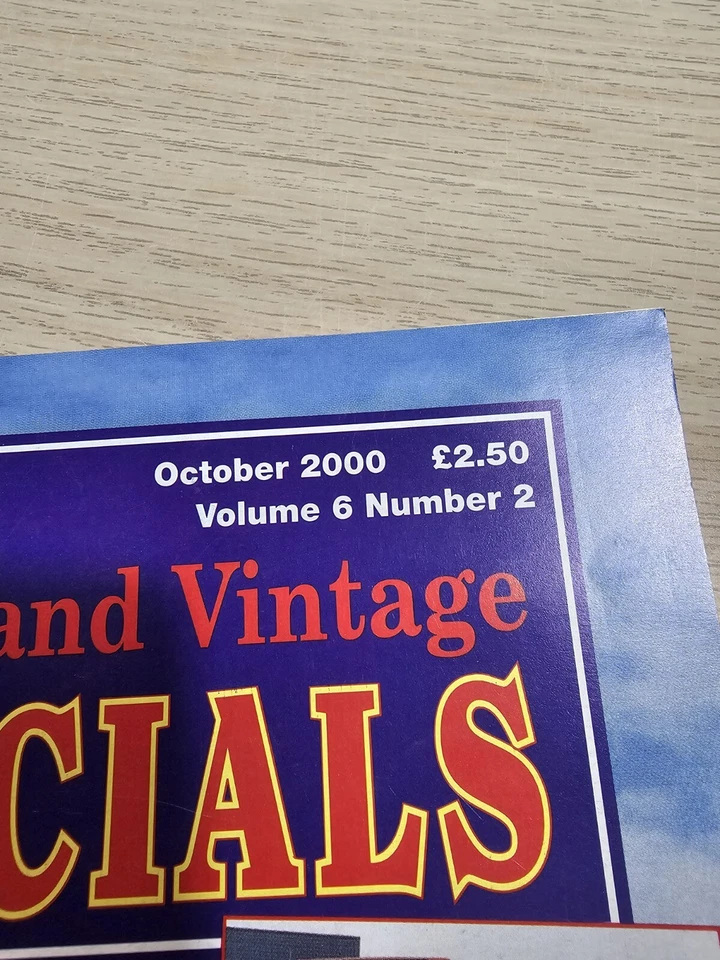 October 2000 £2.50
Volume 6 Number 2
and Vintage
CIALS